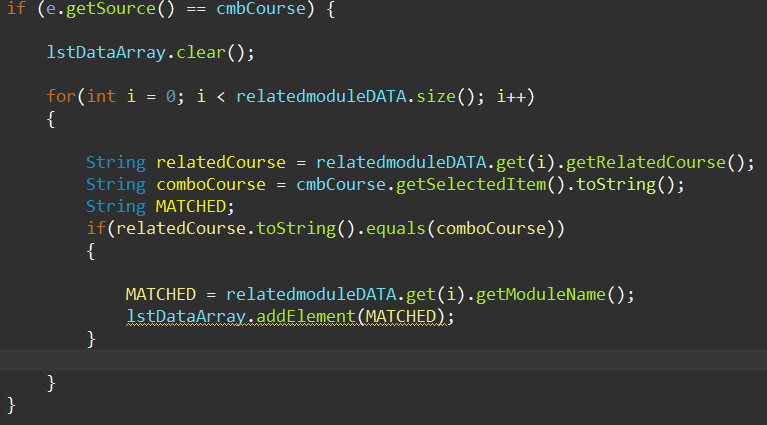 if (e.getSource() == cmbCourse) {
lstDataArray.clear();
for(int i = 0; i < relatedmoduleDATA.size(); i++)
{
String relatedCourse = relatedmoduleDATA.get(i).getRelatedCourse();
String comboCourse = cmbCourse.getSelectedItem().toString();
String MATCHED;
if(relatedCourse.toString().equals(comboCourse))
{
MATCHED = relatedmoduleDATA.get(i).getModuleName();
lstDataArray.addElement(MATCHED);
}
}
}